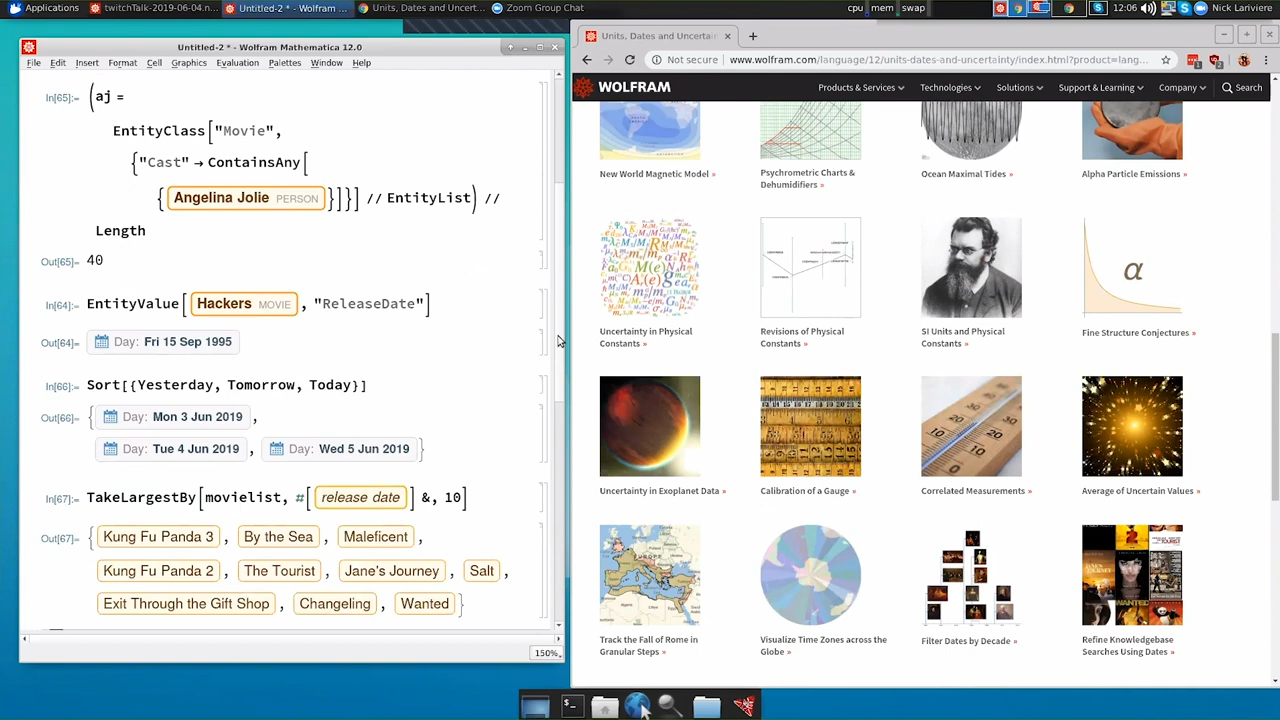 Applications
twitchTalk-2019-06-04.n...
Untitled-2 * - Wolfram ...
Units, Dates and Uncert...
Zoom Group Chat
cpu
mem
swap
12:06
Nick Lariviere
Untitled-2 * - Wolfram Mathematica 12.0
File Edit Insert Format Cell Graphics Evaluation Palettes Window Help
In[65]:= (aj =
EntityClass["Movie",
{"Cast" → ContainsAny[
{ Angelina Jolie PERSON }]}] // EntityList) //
Length
Out[65]= 40
In[64]:= EntityValue[ Hackers MOVIE , "ReleaseDate"]
Out[64]= Day: Fri 15 Sep 1995
In[66]:= Sort[{Yesterday, Tomorrow, Today}]
Out[66]= { Day: Mon 3 Jun 2019 ,
Day: Tue 4 Jun 2019 , Day: Wed 5 Jun 2019 }
In[67]:= TakeLargestBy[movielist, #[ release date ] &, 10]
Out[67]= { Kung Fu Panda 3 , By the Sea , Maleficent ,
Kung Fu Panda 2 , The Tourist , Jane's Journey , Salt ,
Exit Through the Gift Shop , Changeling , Wanted }
150%
Units, Dates and Uncertain
Not secure
www.wolfram.com/language/12/units-dates-and-uncertainty/index.html?product=lang...
WOLFRAM
Products & Services
Technologies
Solutions
Support & Learning
Company
Search
New World Magnetic Model »
Psychrometric Charts &
Dehumidifiers »
Ocean Maximal Tides »
Alpha Particle Emissions »
α
Uncertainty in Physical
Constants »
Revisions of Physical
Constants »
SI Units and Physical
Constants »
Fine Structure Conjectures »
Uncertainty in Exoplanet Data »
Calibration of a Gauge »
Correlated Measurements »
Average of Uncertain Values »
Track the Fall of Rome in
Granular Steps »
Visualize Time Zones across the
Globe »
Filter Dates by Decade »
Refine Knowledgebase
Searches Using Dates »